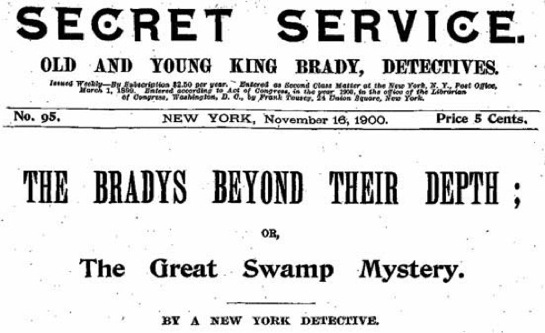 SECRET SERVICE.
OLD AND YOUNG KING BRADY, DETECTIVES.
Issued Weekly—By Subscription $2.50 per year. Entered as Second Class Matter at the New York, N. Y., Post Office,
March 1, 1899. Entered according to Act of Congress, in the year 1900, in the office of the Librarian
of Congress, Washington, D. C., by Frank Tousey, 24 Union Square, New York.
No. 95. NEW YORK, November 16, 1900. Price 5 Cents.
THE BRADYS BEYOND THEIR DEPTH;
OR,
The Great Swamp Mystery.
BY A NEW YORK DETECTIVE.